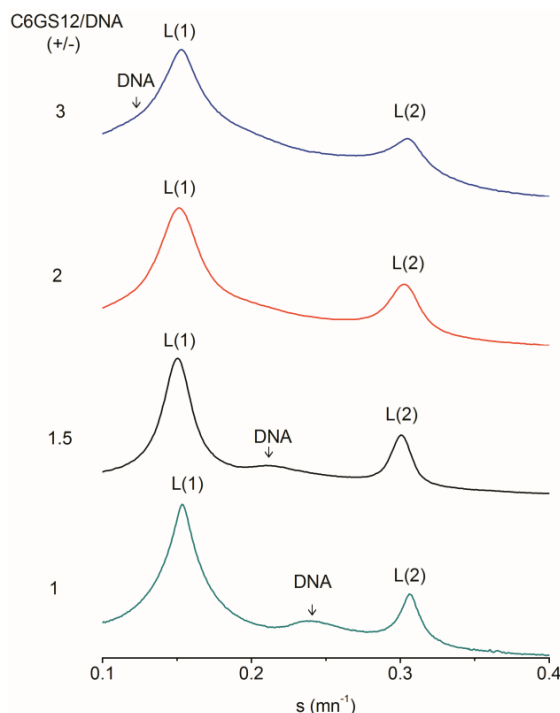 C6GS12/DNA
(+/-)
L(1)
DNA
3
L(2)
L(1)
2
L(2)
L(1)
1.5
DNA
L(2)
L(1)
1
DNA
L(2)
0.1 0.2 0.3 0.4
s (mn⁻¹)